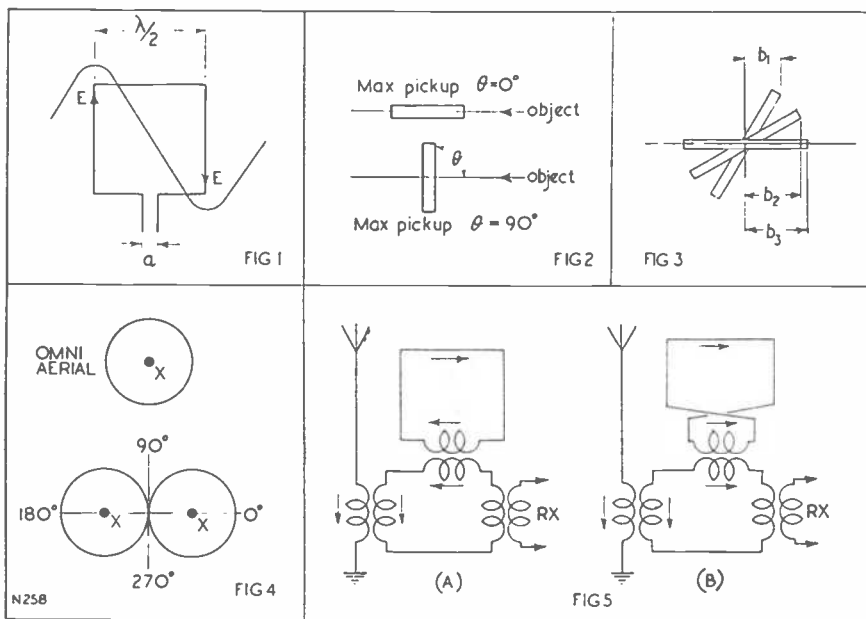 λ/2
E
E
a
FIG 1
Max pickup θ=0°
object
θ
object
Max pickup θ = 90°
FIG 2
b₁
b₂
b₃
FIG 3
OMNI
AERIAL
X
90°
180°
X
X
0°
270°
N258
FIG 4
RX
(A)
RX
(B)
FIG 5